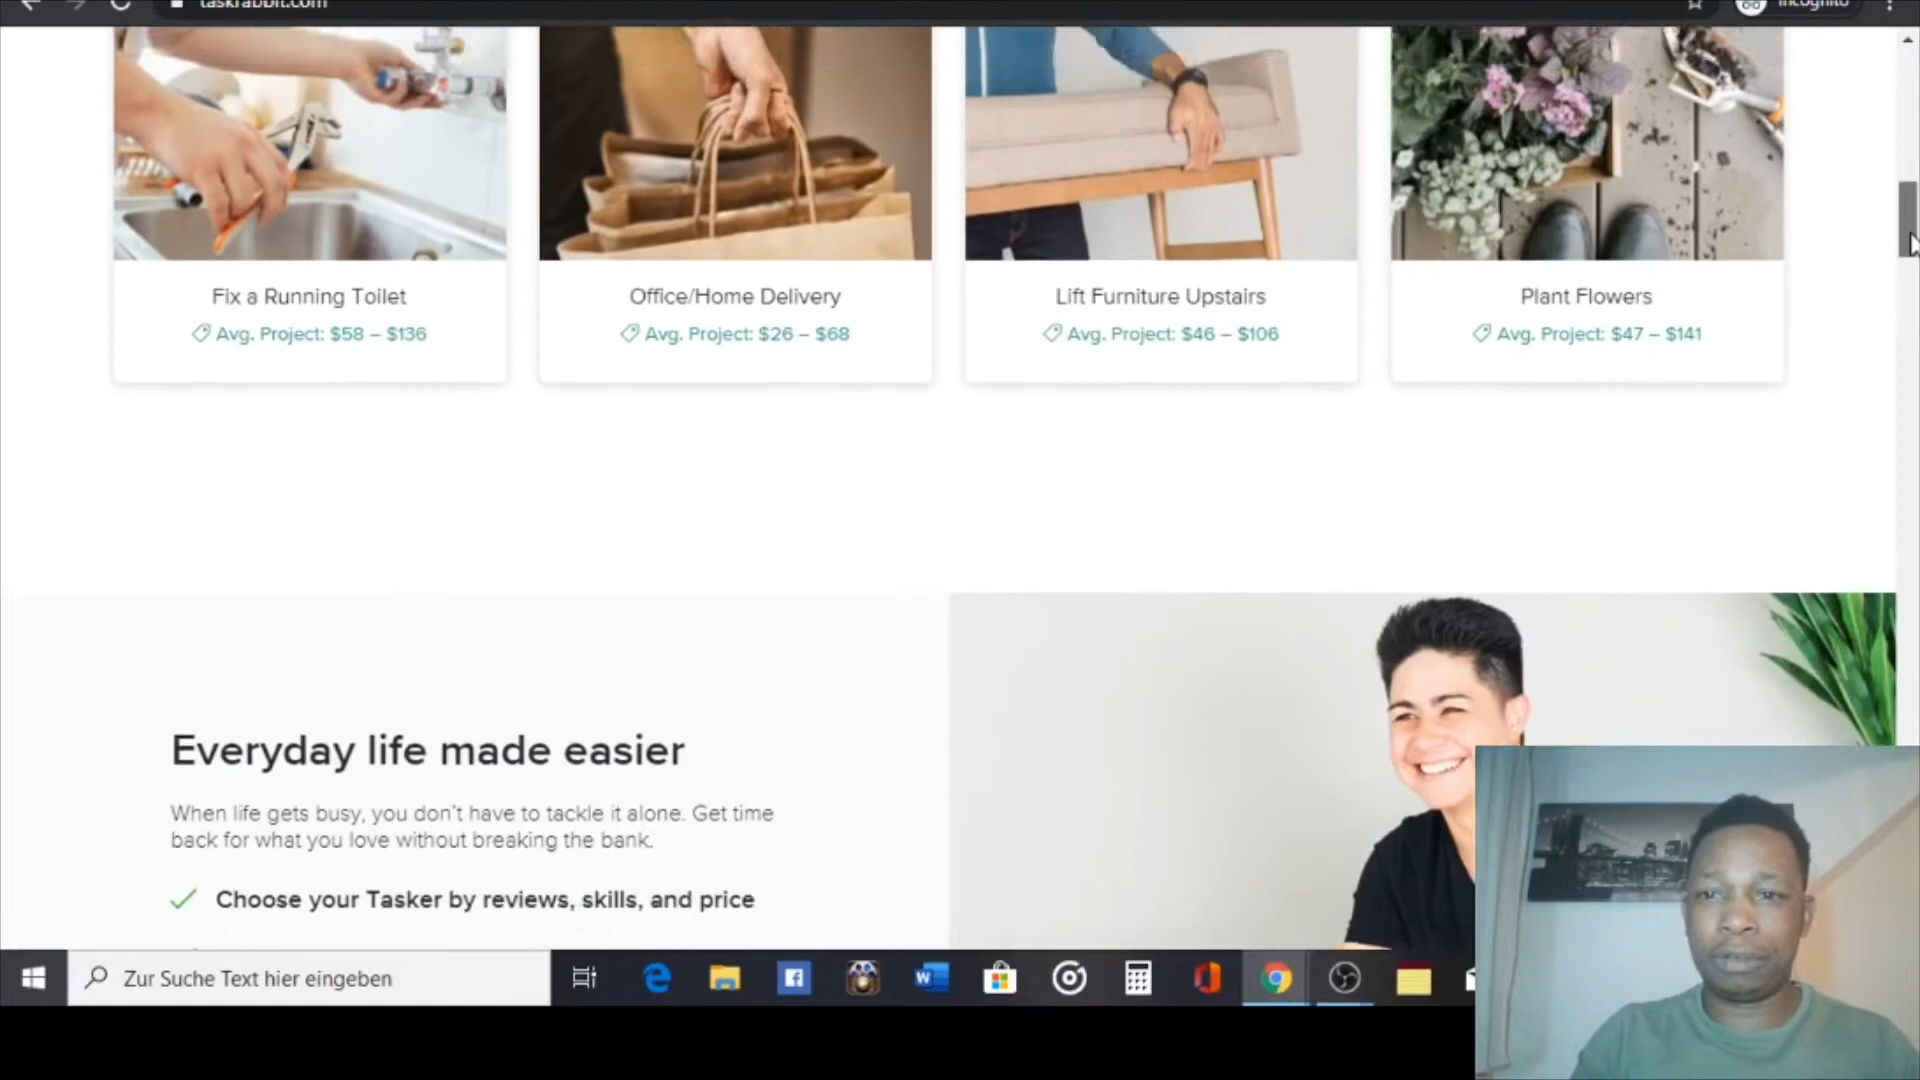 taskrabbit.com
Incognito
Fix a Running Toilet
Avg. Project: $58 – $136
Office/Home Delivery
Avg. Project: $26 – $68
Lift Furniture Upstairs
Avg. Project: $46 – $106
Plant Flowers
Avg. Project: $47 – $141
Everyday life made easier
When life gets busy, you don't have to tackle it alone. Get time
back for what you love without breaking the bank.
Choose your Tasker by reviews, skills, and price
Zur Suche Text hier eingeben